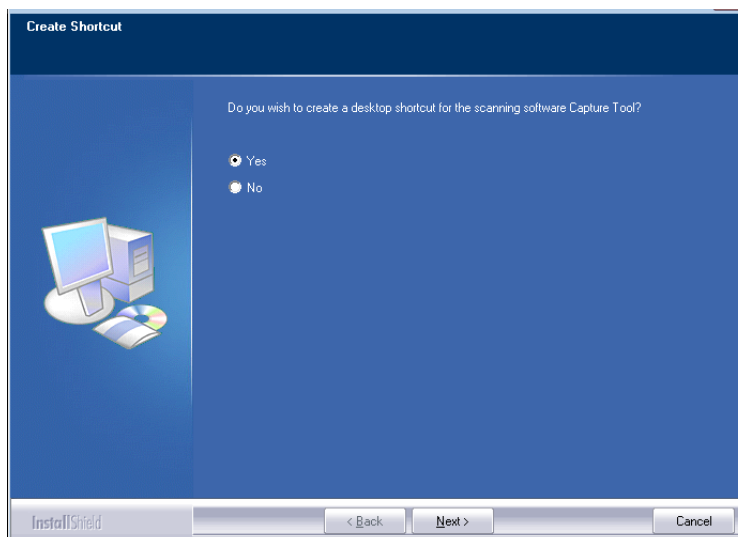 Create Shortcut
Do you wish to create a desktop shortcut for the scanning software Capture Tool?
Yes
No
InstallShield
< Back
Next >
Cancel